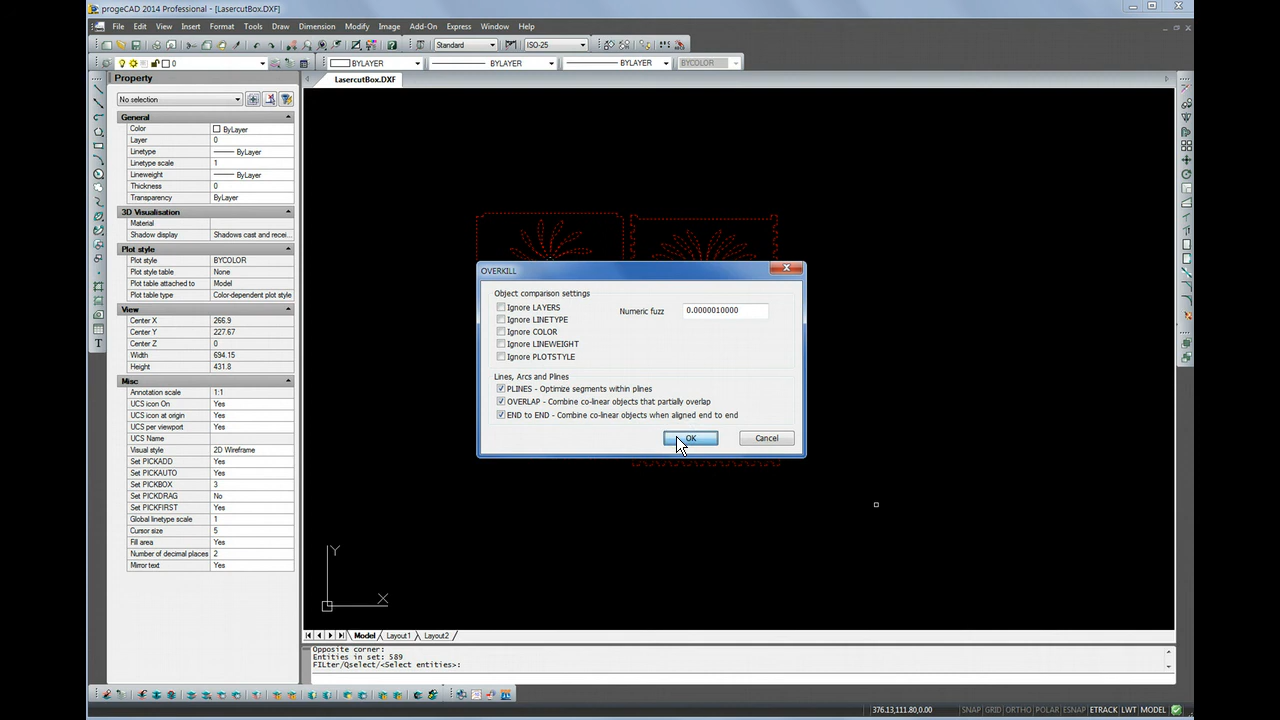 progeCAD 2014 Professional - [LasercutBox.DXF]
File Edit View Insert Format Tools Draw Dimension Modify Image Add-On Express Window Help
Standard ISO-25
0 BYLAYER BYLAYER BYLAYER BYCOLOR
Property
LasercutBox.DXF
No selection
General
Color ByLayer
Layer 0
Linetype ByLayer
Linetype scale 1
Lineweight ByLayer
Thickness 0
Transparency ByLayer
3D Visualisation
Material
Shadow display Shadows cast and recei...
Plot style
Plot style BYCOLOR
Plot style table None
Plot table attached to Model
Plot table type Color-dependent plot style
View
Center X 266.9
Center Y 227.67
Center Z 0
Width 694.15
Height 431.8
Misc
Annotation scale 1:1
UCS icon On Yes
UCS icon at origin Yes
UCS per viewport Yes
UCS Name
Visual style 2D Wireframe
Set PICKADD Yes
Set PICKAUTO Yes
Set PICKBOX 3
Set PICKDRAG No
Set PICKFIRST Yes
Global linetype scale 1
Cursor size 5
Fill area Yes
Number of decimal places 2
Mirror text Yes
OVERKILL
Object comparison settings
Ignore LAYERS
Numeric fuzz 0.0000010000
Ignore LINETYPE
Ignore COLOR
Ignore LINEWEIGHT
Ignore PLOTSTYLE
Lines, Arcs and Plines
PLINES - Optimize segments within plines
OVERLAP - Combine co-linear objects that partially overlap
END to END - Combine co-linear objects when aligned end to end
OK Cancel
Y
X
Model Layout1 Layout2
Opposite corner:
Entities in set: 589
FILter/Qselect/<Select entities>:
376.13,111.80,0.00 SNAP GRID ORTHO POLAR ESNAP ETRACK LWT MODEL